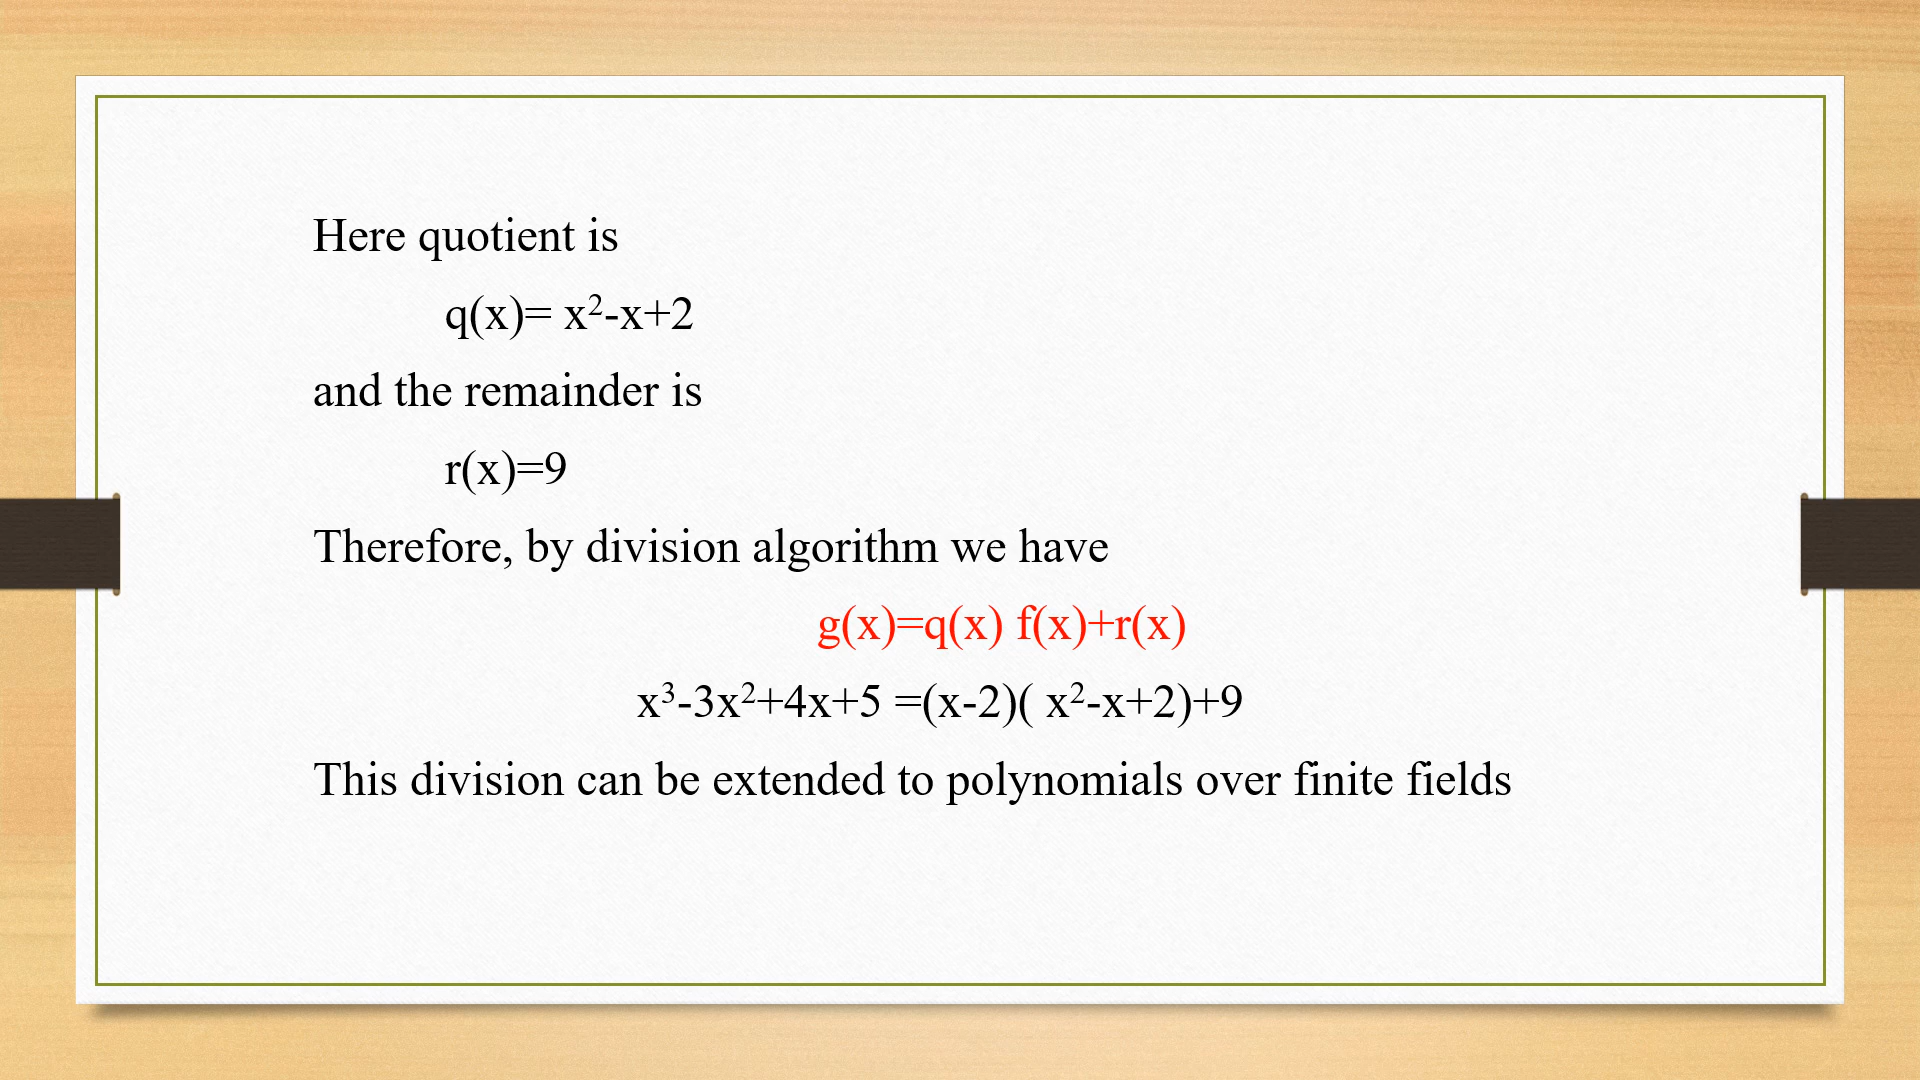 Here quotient is
q(x)= x²-x+2
and the remainder is
r(x)=9
Therefore, by division algorithm we have
g(x)=q(x) f(x)+r(x)
x³-3x²+4x+5 =(x-2)( x²-x+2)+9
This division can be extended to polynomials over finite fields